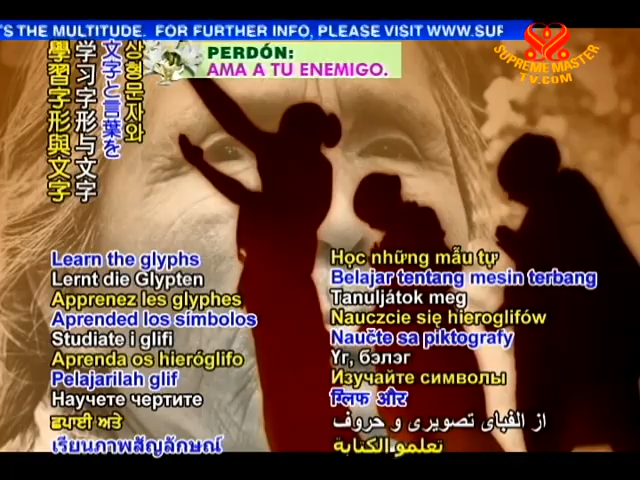 'S THE MULTITUDE. FOR FURTHER INFO, PLEASE VISIT WWW.SUP
PERDÓN:
AMA A TU ENEMIGO.
SUPREME MASTER
TV.COM
상형문자와
文字と言葉を
学习字形与文字
學習字形與文字
Learn the glyphs
Lernt die Glypten
Apprenez les glyphes
Aprended los símbolos
Studiate i glifi
Aprenda os hieróglifo
Pelajarilah glif
Научете чертите
ਛਪਾਈ ਅਤੇ
เรียนภาพสัญลักษณ์
Học những mẫu tự
Belajar tentang mesin terbang
Tanuljátok meg
Nauczcie się hieroglifów
Naučte sa piktografy
Үг, бэлэг
Изучайте символы
ग्लिफ और
از الفبای تصویری و حروف
تعلمو الكتابة